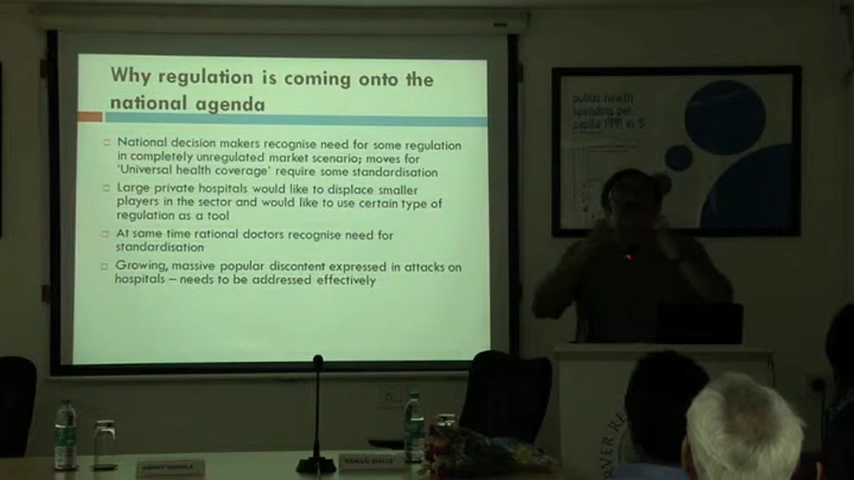 Why regulation is coming onto the
national agenda
National decision makers recognise need for some regulation
in completely unregulated market scenario; moves for
'Universal health coverage' require some standardisation
Large private hospitals would like to displace smaller
players in the sector and would like to use certain type of
regulation as a tool
At same time rational doctors recognise need for
standardisation
Growing, massive popular discontent expressed in attacks on
hospitals – needs to be addressed effectively
public health
spending per
capita PPP in $